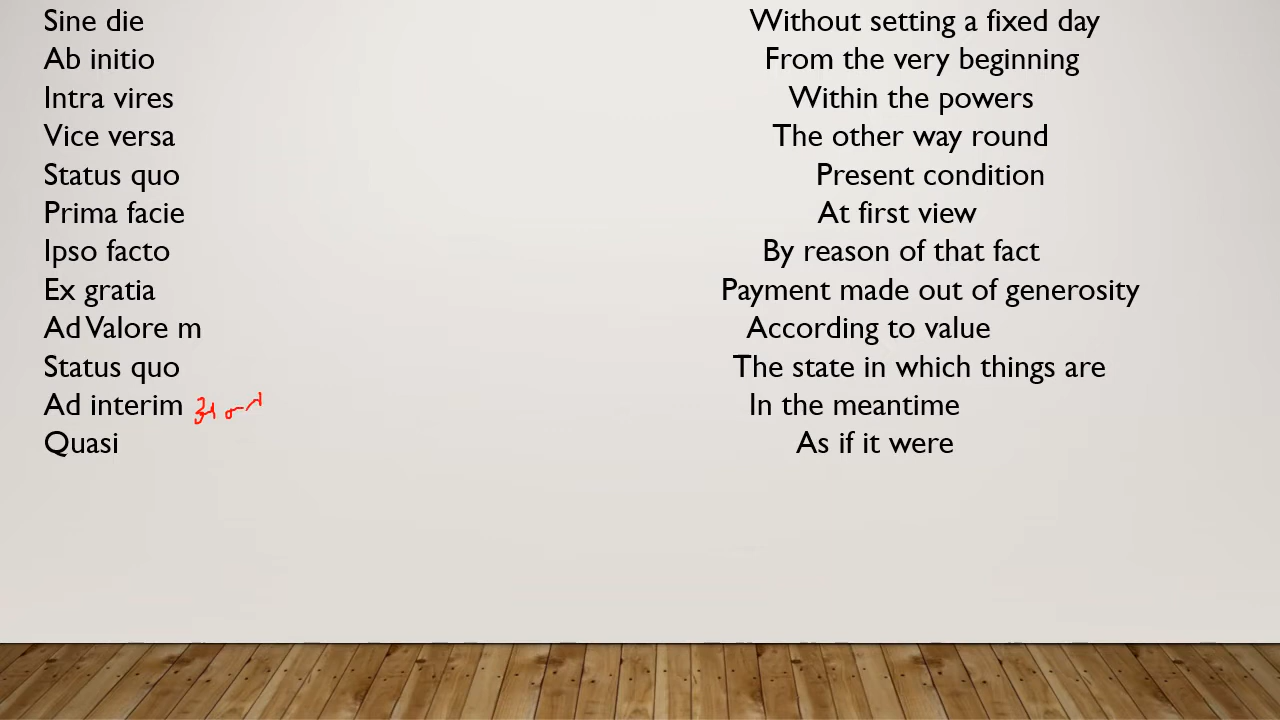 Sine die Without setting a fixed day
Ab initio From the very beginning
Intra vires Within the powers
Vice versa The other way round
Status quo Present condition
Prima facie At first view
Ipso facto By reason of that fact
Ex gratia Payment made out of generosity
Ad Valore m According to value
Status quo The state in which things are
Ad interim In the meantime
Quasi As if it were